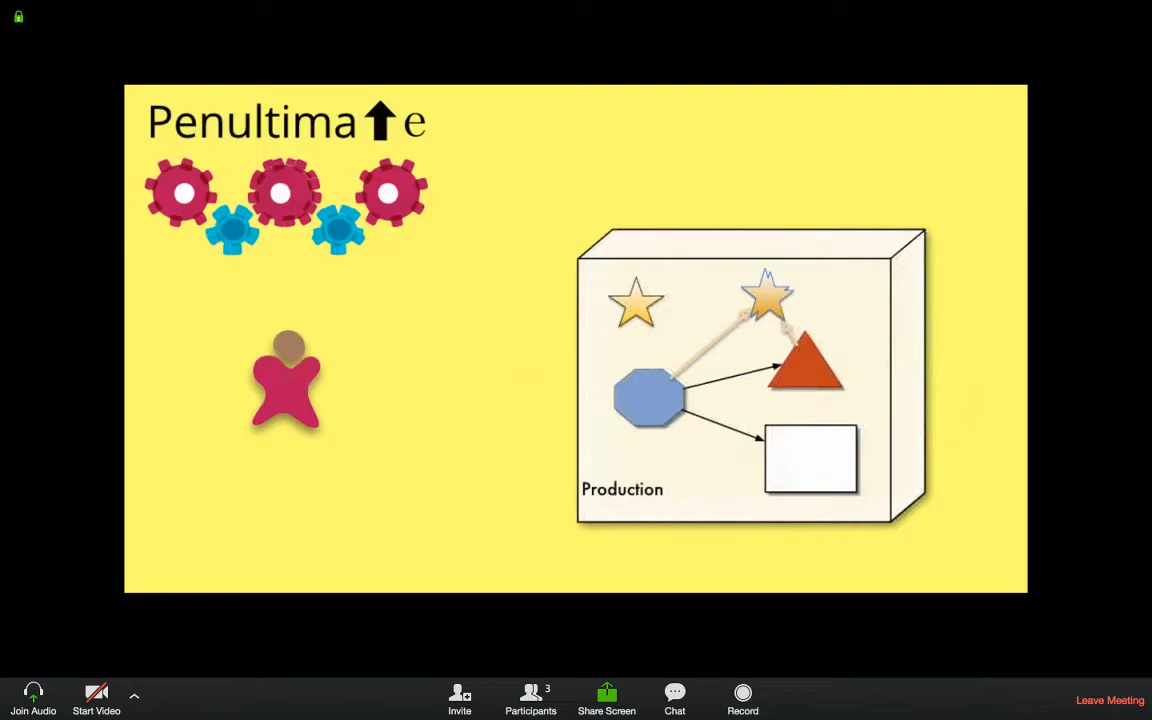 Penultima⬆e
Production
Join Audio
Start Video
Invite
3
Participants
Share Screen
Chat
Record
Leave Meeting